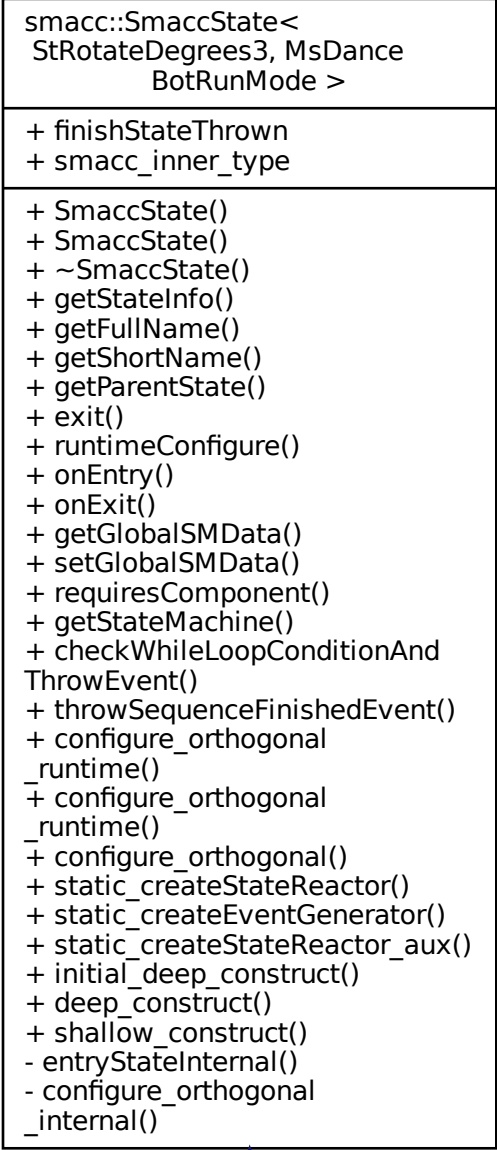 smacc::SmaccState<
StRotateDegrees3, MsDance
BotRunMode >
+ finishStateThrown
+ smacc_inner_type
+ SmaccState()
+ SmaccState()
+ ~SmaccState()
+ getStateInfo()
+ getFullName()
+ getShortName()
+ getParentState()
+ exit()
+ runtimeConfigure()
+ onEntry()
+ onExit()
+ getGlobalSMData()
+ setGlobalSMData()
+ requiresComponent()
+ getStateMachine()
+ checkWhileLoopConditionAnd
ThrowEvent()
+ throwSequenceFinishedEvent()
+ configure_orthogonal
_runtime()
+ configure_orthogonal
_runtime()
+ configure_orthogonal()
+ static_createStateReactor()
+ static_createEventGenerator()
+ static_createStateReactor_aux()
+ initial_deep_construct()
+ deep_construct()
+ shallow_construct()
- entryStateInternal()
- configure_orthogonal
_internal()